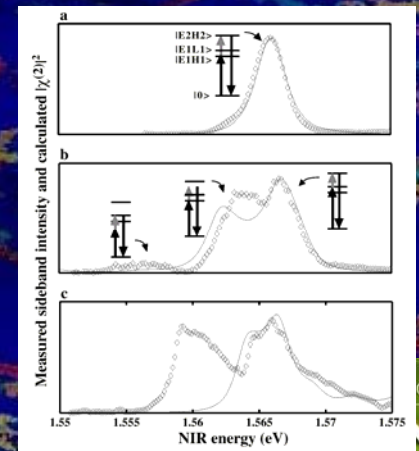 Measured sideband intensity and calculated |χ(2)|²
a
|E2H2>
|E1L1>
|E1H1>
|0>
b
c
1.55 1.555 1.56 1.565 1.57 1.575
NIR energy (eV)